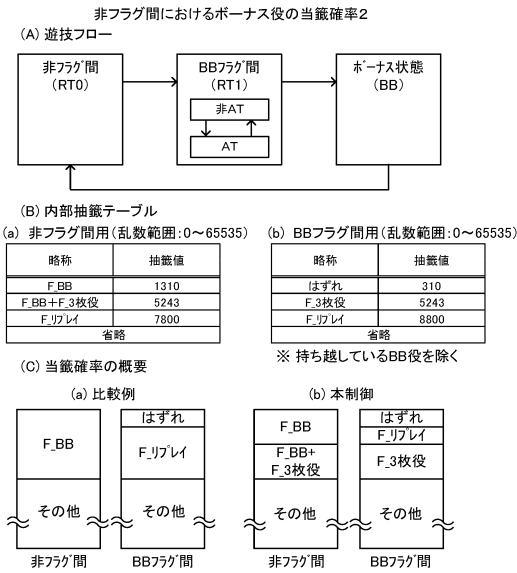 非フラグ間におけるボーナス役の当籤確率2
(A) 遊技フロー
非フラグ間
(RT0)
BBフラグ間
(RT1)
非AT
AT
ボーナス状態
(BB)
(B) 内部抽籤テーブル
(a) 非フラグ間用(乱数範囲:0~65535)
略称 抽籤値
F_BB 1310
F_BB+F_3枚役 5243
F_リプレイ 7800
省略
(b) BBフラグ間用(乱数範囲:0~65535)
略称 抽籤値
はずれ 310
F_3枚役 5243
F_リプレイ 8800
省略
※ 持ち越しているBB役を除く
(C) 当籤確率の概要
(a) 比較例
F_BB
その他
非フラグ間
はずれ
F_リプレイ
その他
BBフラグ間
(b) 本制御
F_BB
F_BB+
F_3枚役
その他
非フラグ間
はずれ
F_リプレイ
F_3枚役
その他
BBフラグ間